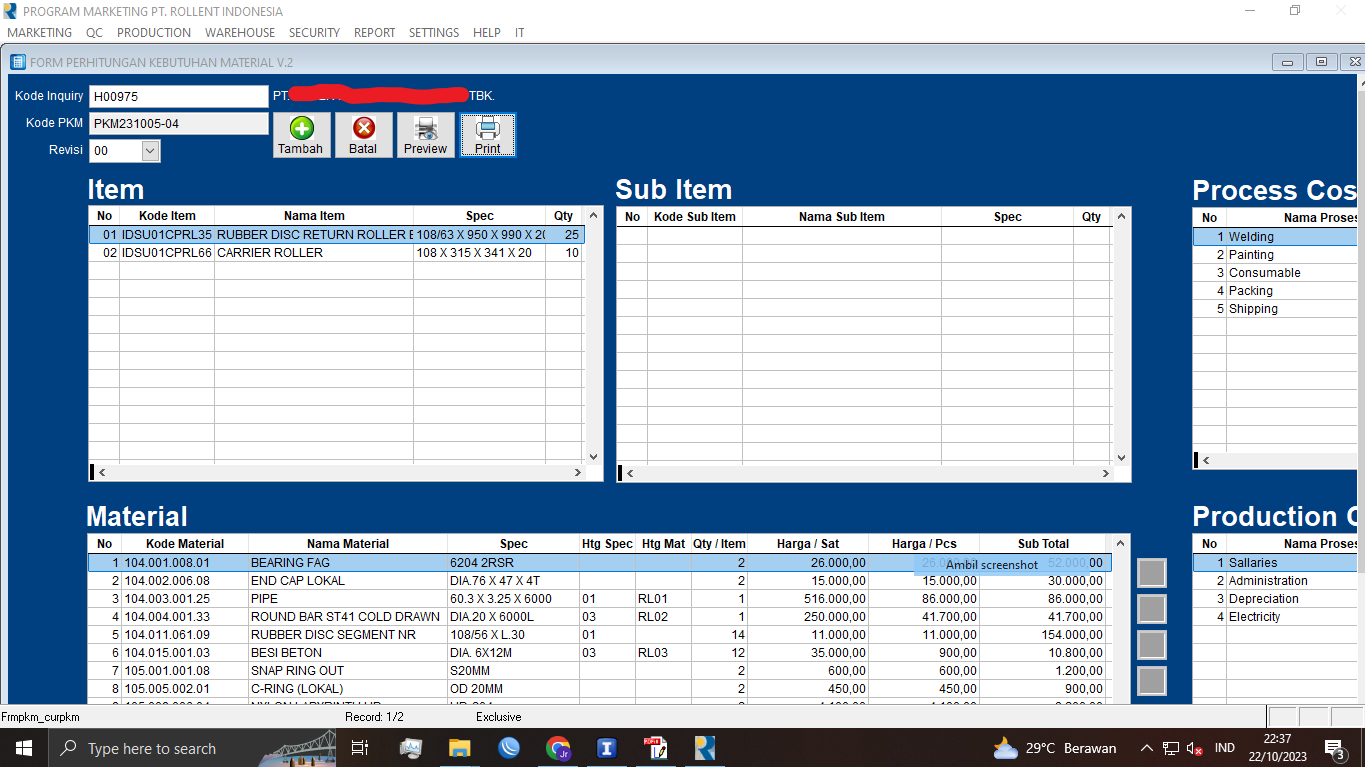 PROGRAM MARKETING PT. ROLLENT INDONESIA
MARKETING QC PRODUCTION WAREHOUSE SECURITY REPORT SETTINGS HELP IT
FORM PERHITUNGAN KEBUTUHAN MATERIAL V.2
Kode Inquiry H00975 PT. TBK.
Kode PKM PKM231005-04
Revisi 00
Tambah Batal Preview Print
Item
No Kode Item Nama Item Spec Qty
01 IDSU01CPRL35 RUBBER DISC RETURN ROLLER 108/63 X 950 X 990 X 20 25
02 IDSU01CPRL66 CARRIER ROLLER 108 X 315 X 341 X 20 10
Sub Item
No Kode Sub Item Nama Sub Item Spec Qty
Process Cos
No Nama Proses
1 Welding
2 Painting
3 Consumable
4 Packing
5 Shipping
Material
No Kode Material Nama Material Spec Htg Spec Htg Mat Qty / Item Harga / Sat Harga / Pcs Sub Total
1 104.001.008.01 BEARING FAG 6204 2RSR 2 26.000,00 26.000,00 52.000,00
Ambil screenshot
2 104.002.006.08 END CAP LOKAL DIA.76 X 47 X 4T 2 15.000,00 15.000,00 30.000,00
3 104.003.001.25 PIPE 60.3 X 3.25 X 6000 01 RL01 1 516.000,00 86.000,00 86.000,00
4 104.004.001.33 ROUND BAR ST41 COLD DRAWN DIA.20 X 6000L 03 RL02 1 250.000,00 41.700,00 41.700,00
5 104.011.061.09 RUBBER DISC SEGMENT NR 108/56 X L.30 01 14 11.000,00 11.000,00 154.000,00
6 104.015.001.03 BESI BETON DIA. 6X12M 03 RL03 12 35.000,00 900,00 10.800,00
7 105.001.001.08 SNAP RING OUT S20MM 2 600,00 600,00 1.200,00
8 105.005.002.01 C-RING (LOKAL) OD 20MM 2 450,00 450,00 900,00
Production C
No Nama Proses
1 Sallaries
2 Administration
3 Depreciation
4 Electricity
Frmpkm_curpkm Record: 1/2 Exclusive
Type here to search
29°C Berawan
IND
22:37
22/10/2023
3